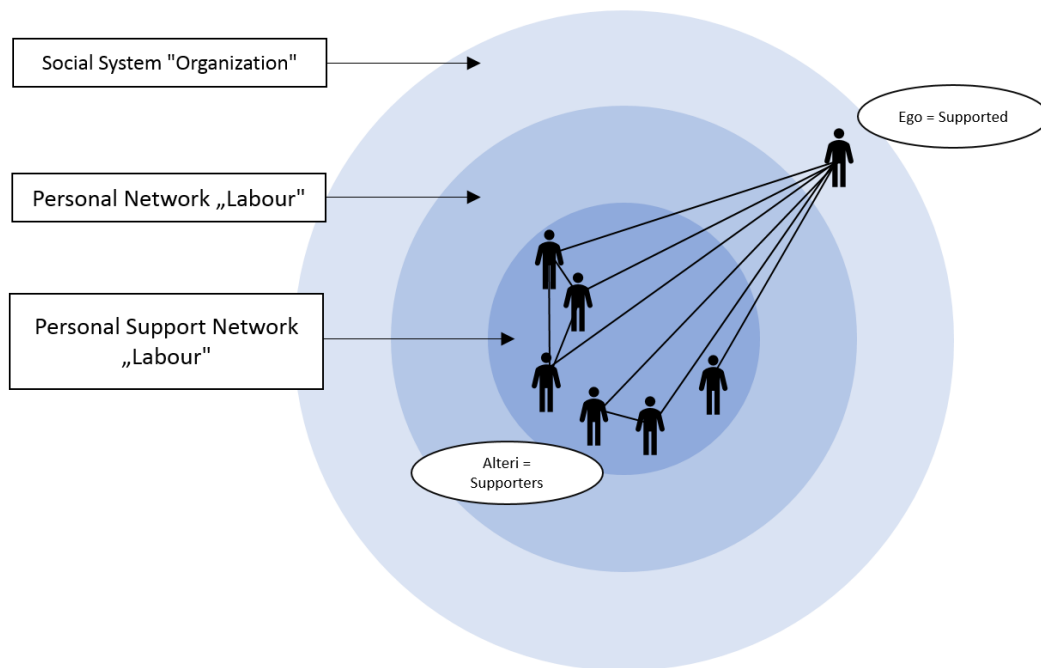 Social System "Organization"
Ego = Supported
Personal Network „Labour"
Personal Support Network
„Labour"
Alteri =
Supporters